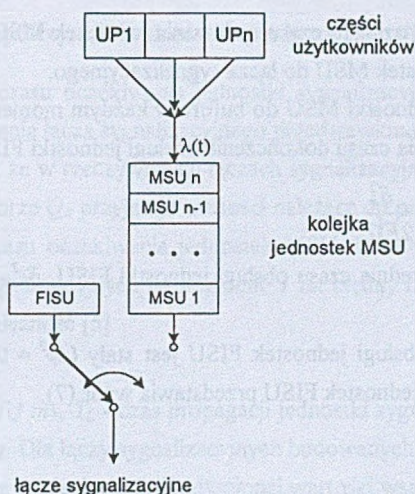 UP1 UPn
części
użytkowników
λ(t)
MSU n
MSU n-1
. . .
kolejka
jednostek MSU
FISU MSU 1
łącze sygnalizacyjne